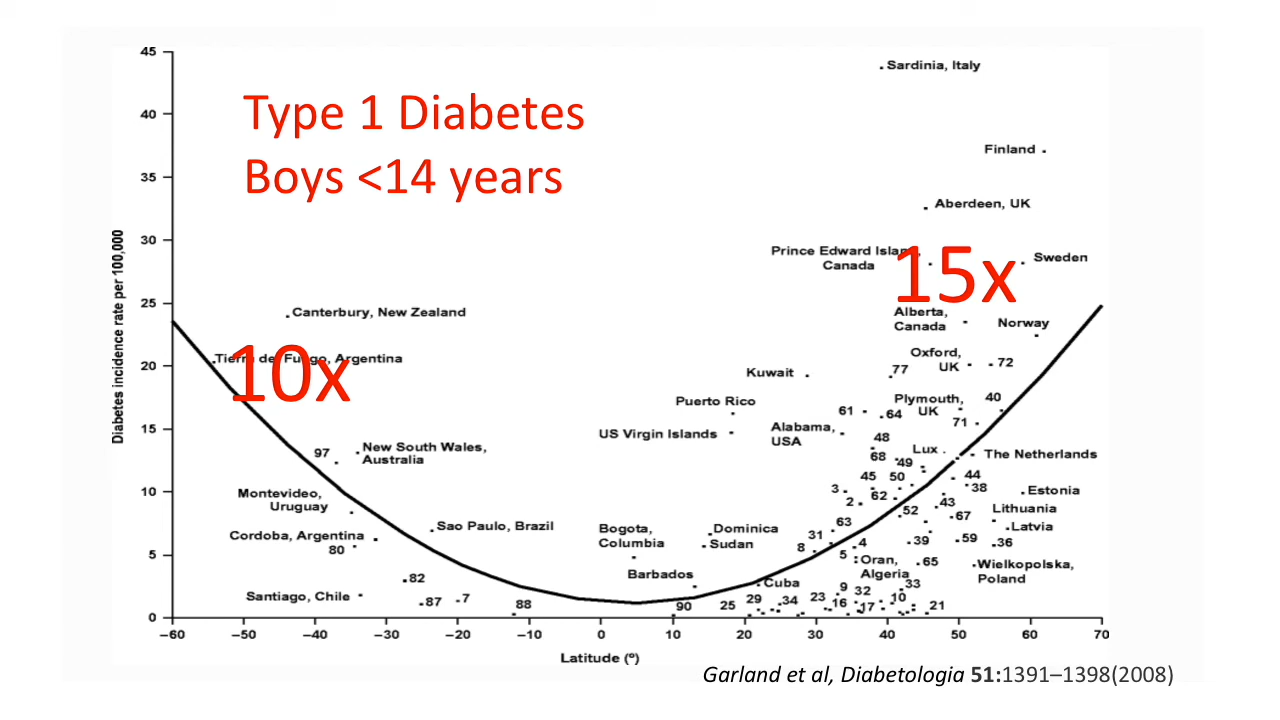 Type 1 Diabetes
Boys <14 years
10x
15x
Diabetes incidence rate per 100,000
45
40
35
30
25
20
15
10
5
0
Sardinia, Italy
Finland
Aberdeen, UK
Prince Edward Island,
Canada
Sweden
Canterbury, New Zealand
Alberta,
Canada
Norway
Tierra del Fuego, Argentina
Oxford,
UK
72
77
Kuwait
Puerto Rico
Plymouth,
UK
40
61
64
71
US Virgin Islands
Alabama,
USA
48
97
New South Wales,
Australia
68
49
Lux
The Netherlands
45
50
44
38
3
2
62
Estonia
Montevideo,
Uruguay
43
52
67
Lithuania
Latvia
Sao Paulo, Brazil
Bogota,
Columbia
Dominica
Sudan
63
31
8
4
5
39
59
36
Cordoba, Argentina
80
Oran,
Algeria
65
Wielkopolska,
Poland
82
Barbados
Cuba
9
32
33
Santiago, Chile
87
7
88
90
25
29
34
23
16
17
10
21
−60
−50
−40
−30
−20
−10
0
10
20
30
40
50
60
70
Latitude (º)
Garland et al, Diabetologia 51:1391–1398(2008)